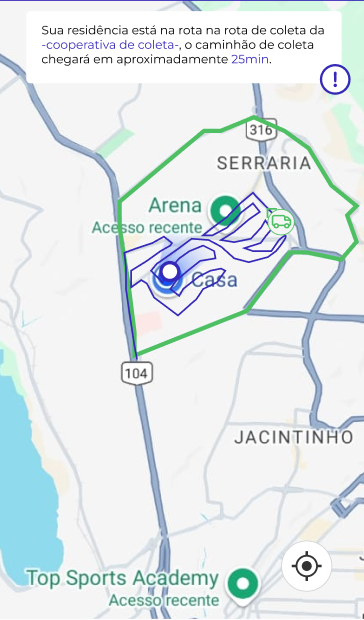 Sua residência está na rota na rota de coleta da
-cooperativa de coleta-, o caminhão de coleta
chegará em aproximadamente 25min.
!
316
SERRARIA
Arena
Acesso recente
Casa
104
JACINTINHO
Top Sports Academy
Acesso recente